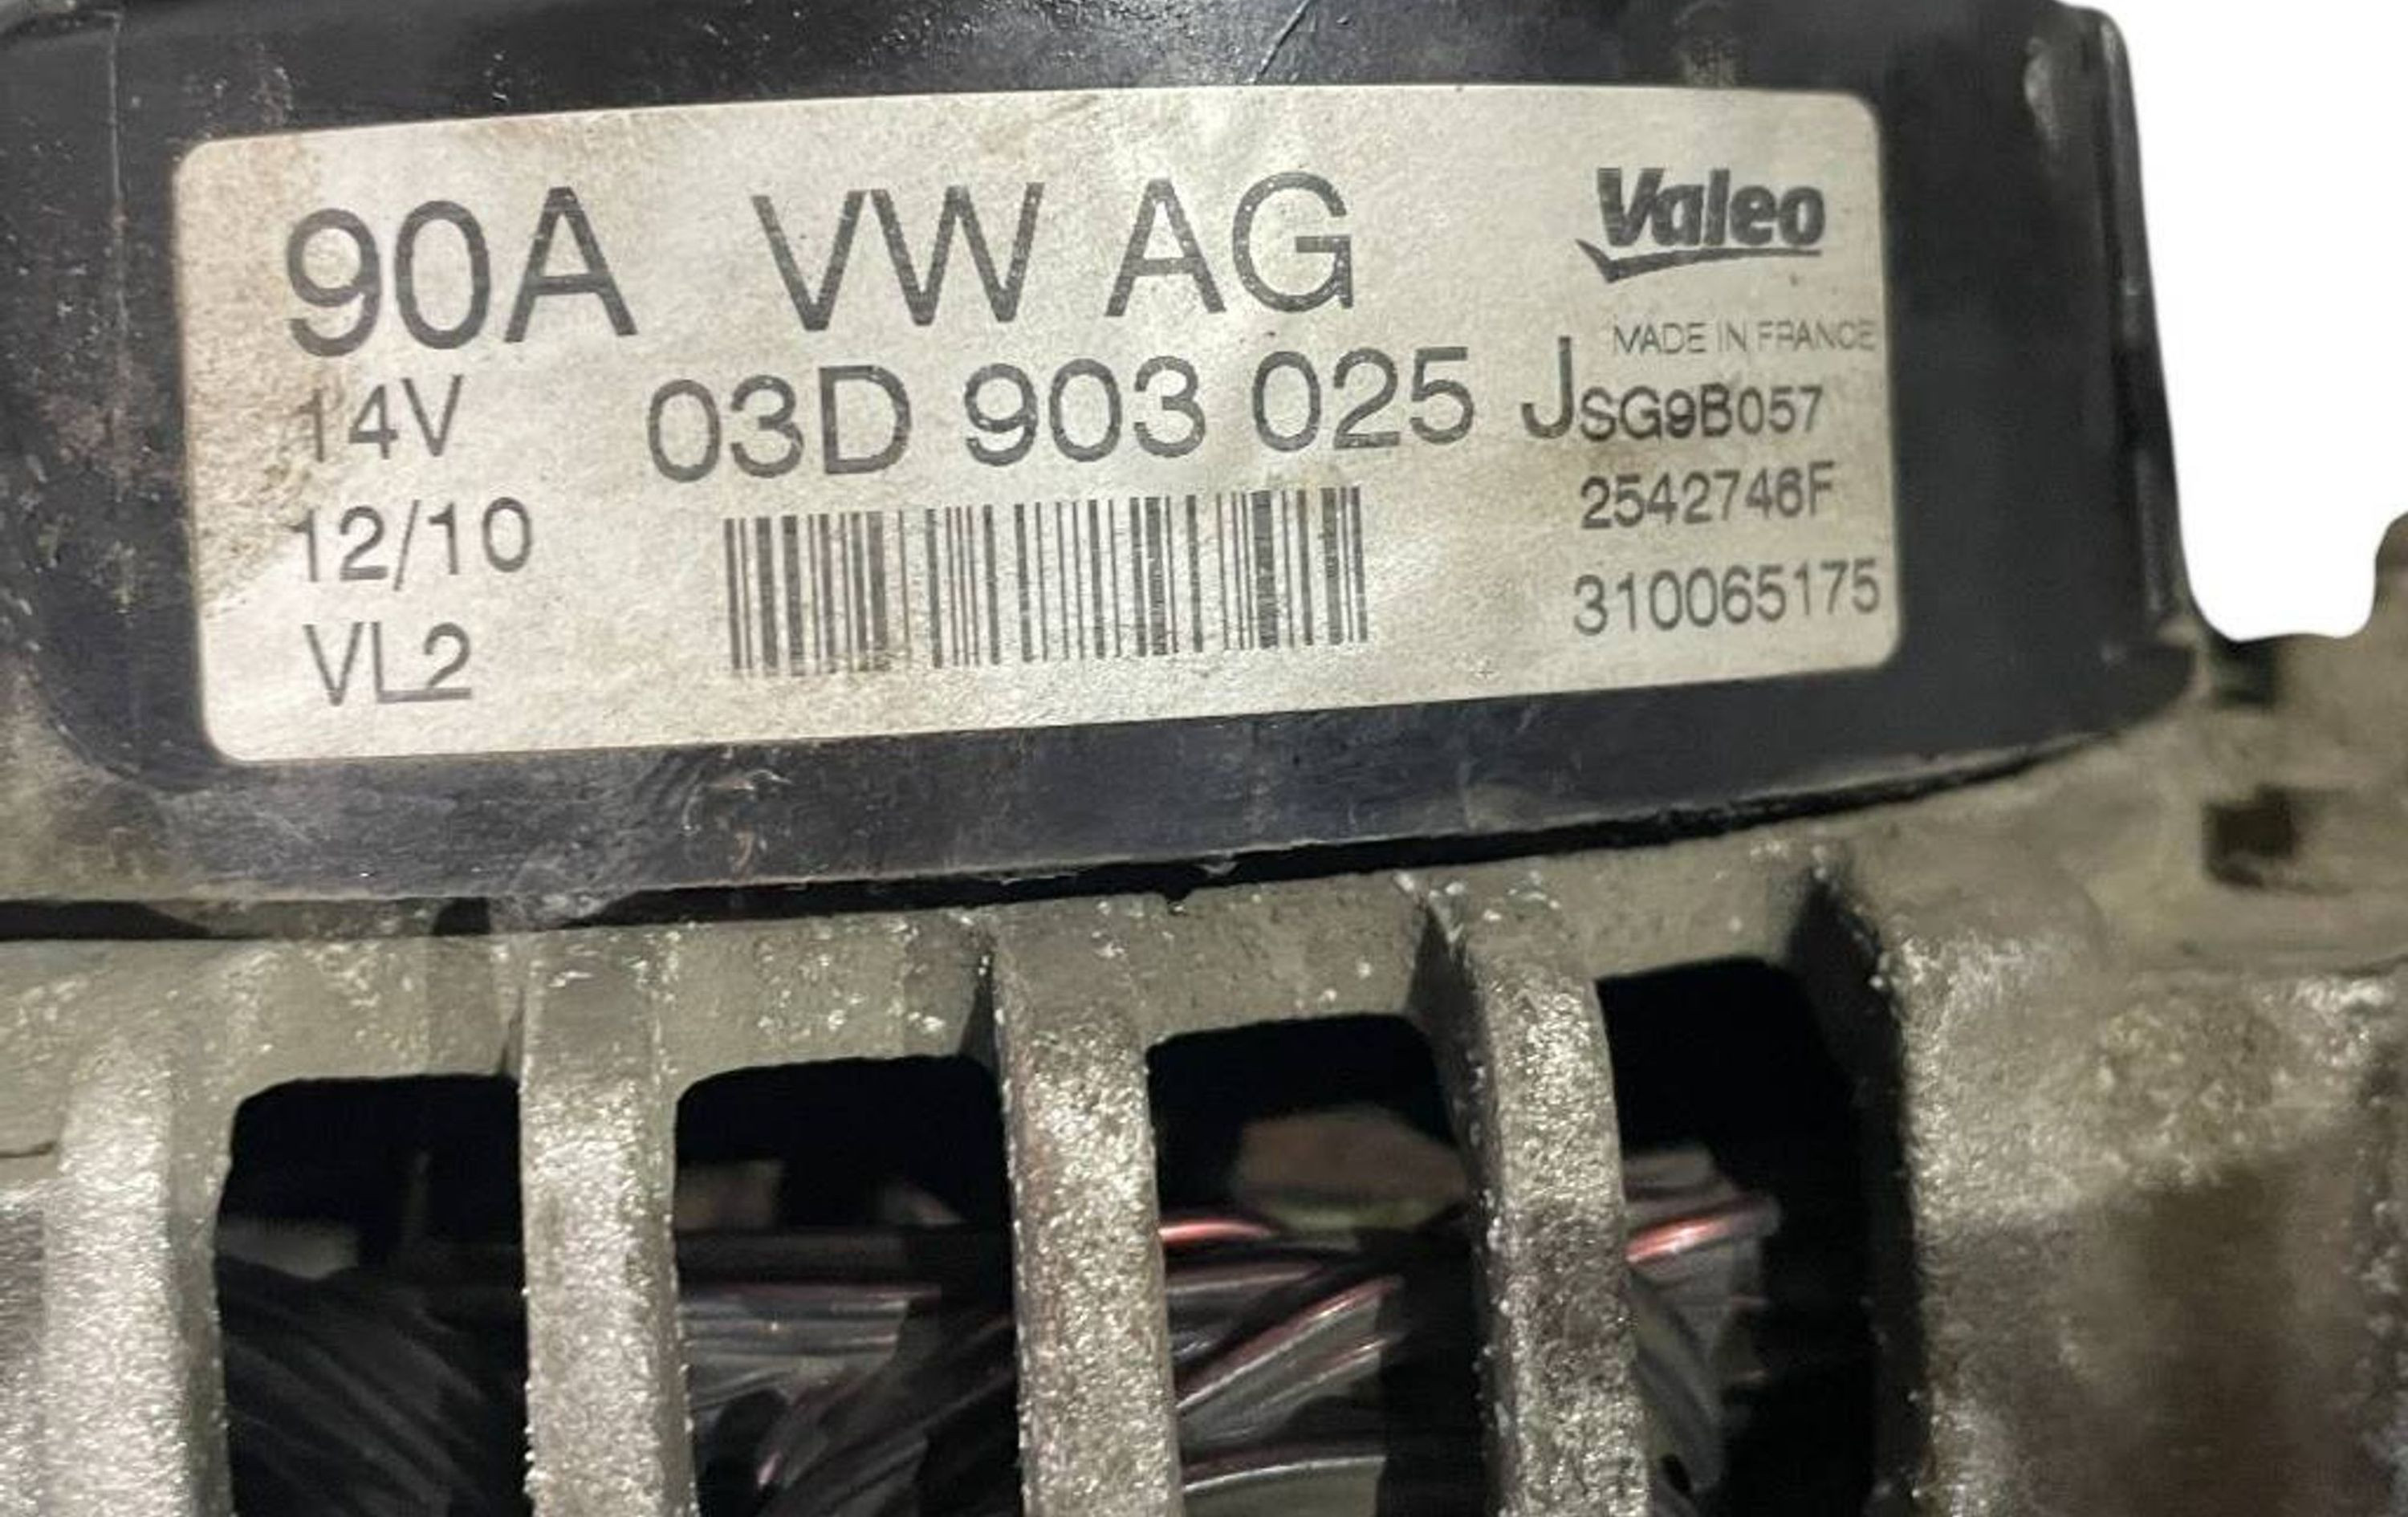 90A VW AG
Valeo
MADE IN FRANCE
14V
03D 903 025 J
SG9B057
12/10
2542746F
VL2
310065175